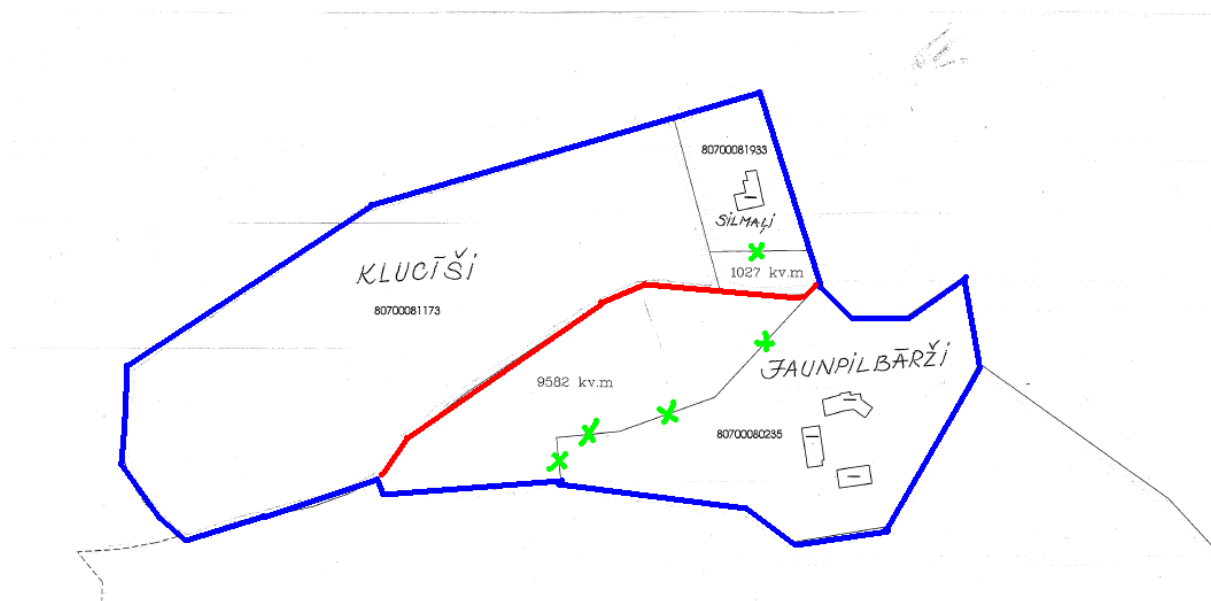 80700081933
SILMAĻI
KLUCĪŠI
1027 kv.m
80700081173
JAUNPILBĀRŽI
9582 kv.m
80700080235